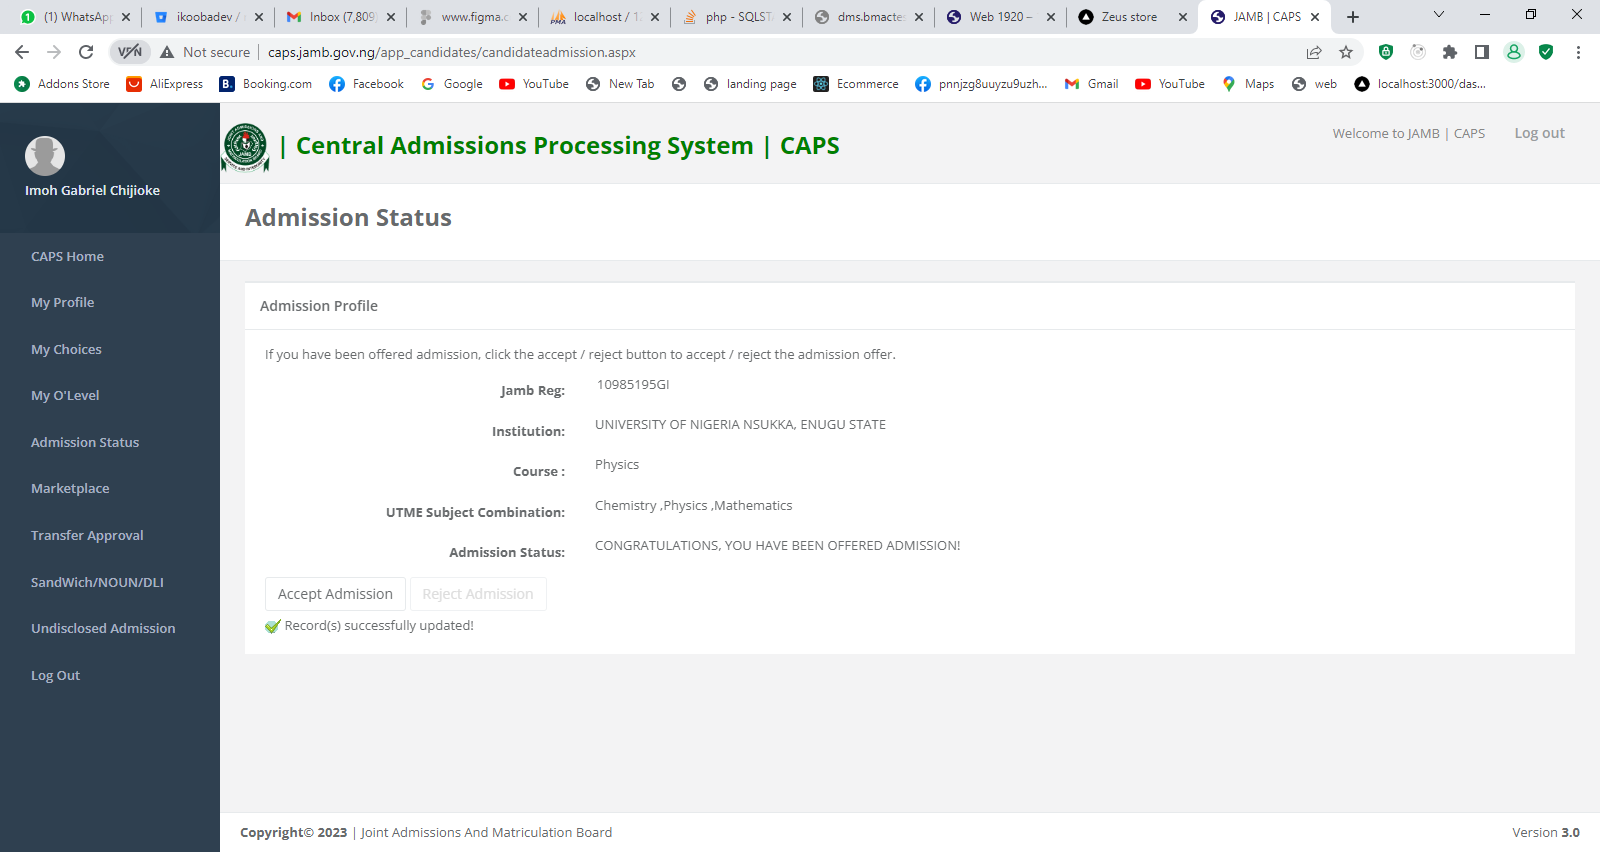 (1) WhatsApp
ikoobadev /
Inbox (7,809)
www.figma.c
localhost / 12
php - SQLST
dms.bmactes
Web 1920 –
Zeus store
JAMB | CAPS
VPN
Not secure
caps.jamb.gov.ng/app_candidates/candidateadmission.aspx
Addons Store
AliExpress
B.
Booking.com
Facebook
Google
YouTube
New Tab
landing page
Ecommerce
pnnjzg8uuyzu9uzh...
Gmail
YouTube
Maps
web
localhost:3000/das...
Imoh Gabriel Chijioke
CAPS Home
My Profile
My Choices
My O'Level
Admission Status
Marketplace
Transfer Approval
SandWich/NOUN/DLI
Undisclosed Admission
Log Out
| Central Admissions Processing System | CAPS
Welcome to JAMB | CAPS
Log out
Admission Status
Admission Profile
If you have been offered admission, click the accept / reject button to accept / reject the admission offer.
Jamb Reg: 10985195GI
Institution: UNIVERSITY OF NIGERIA NSUKKA, ENUGU STATE
Course : Physics
UTME Subject Combination: Chemistry ,Physics ,Mathematics
Admission Status: CONGRATULATIONS, YOU HAVE BEEN OFFERED ADMISSION!
Accept Admission
Reject Admission
Record(s) successfully updated!
Copyright© 2023 | Joint Admissions And Matriculation Board
Version 3.0